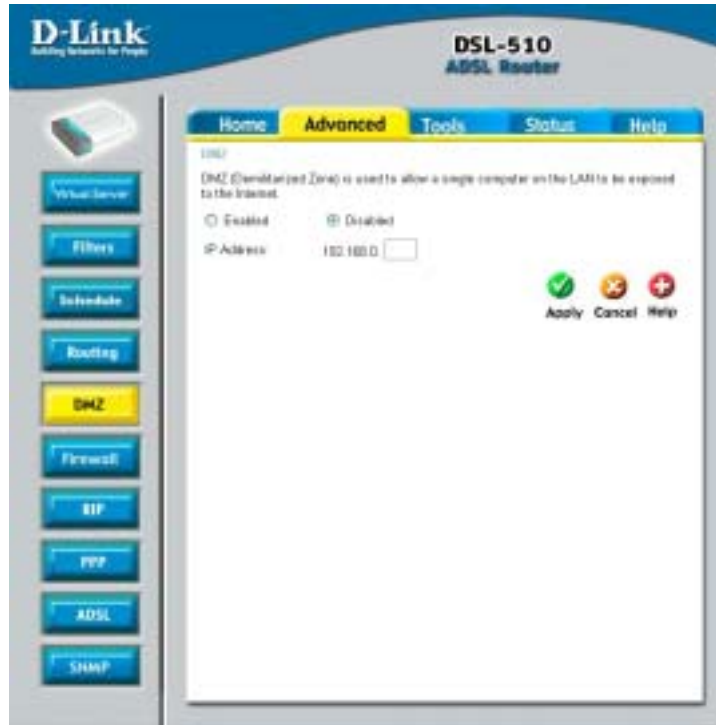 D-Link
Building Networks for People
DSL-510
ADSL Router
Home Advanced Tools Status Help
DMZ
DMZ (Demilitarized Zone) is used to allow a single computer on the LAN to be exposed
to the Internet.
Enabled Disabled
IP Address 192.168.0.
Apply Cancel Help
Virtual Server
Filters
Schedule
Routing
DMZ
Firewall
RIP
PPP
ADSL
SNMP